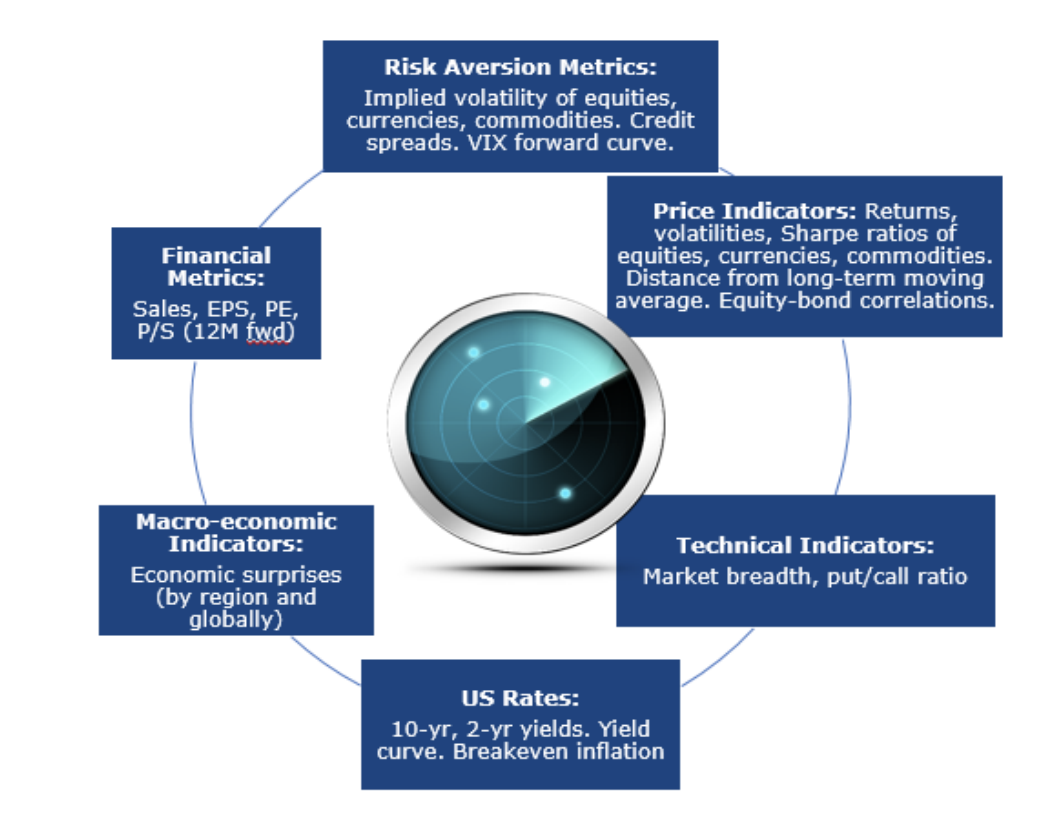 Risk Aversion Metrics:
Implied volatility of equities,
currencies, commodities. Credit
spreads. VIX forward curve.
Price Indicators: Returns,
volatilities, Sharpe ratios of
equities, currencies, commodities.
Distance from long-term moving
average. Equity-bond correlations.
Technical Indicators:
Market breadth, put/call ratio
US Rates:
10-yr, 2-yr yields. Yield
curve. Breakeven inflation
Macro-economic
Indicators:
Economic surprises
(by region and
globally)
Financial
Metrics:
Sales, EPS, PE,
P/S (12M fwd)